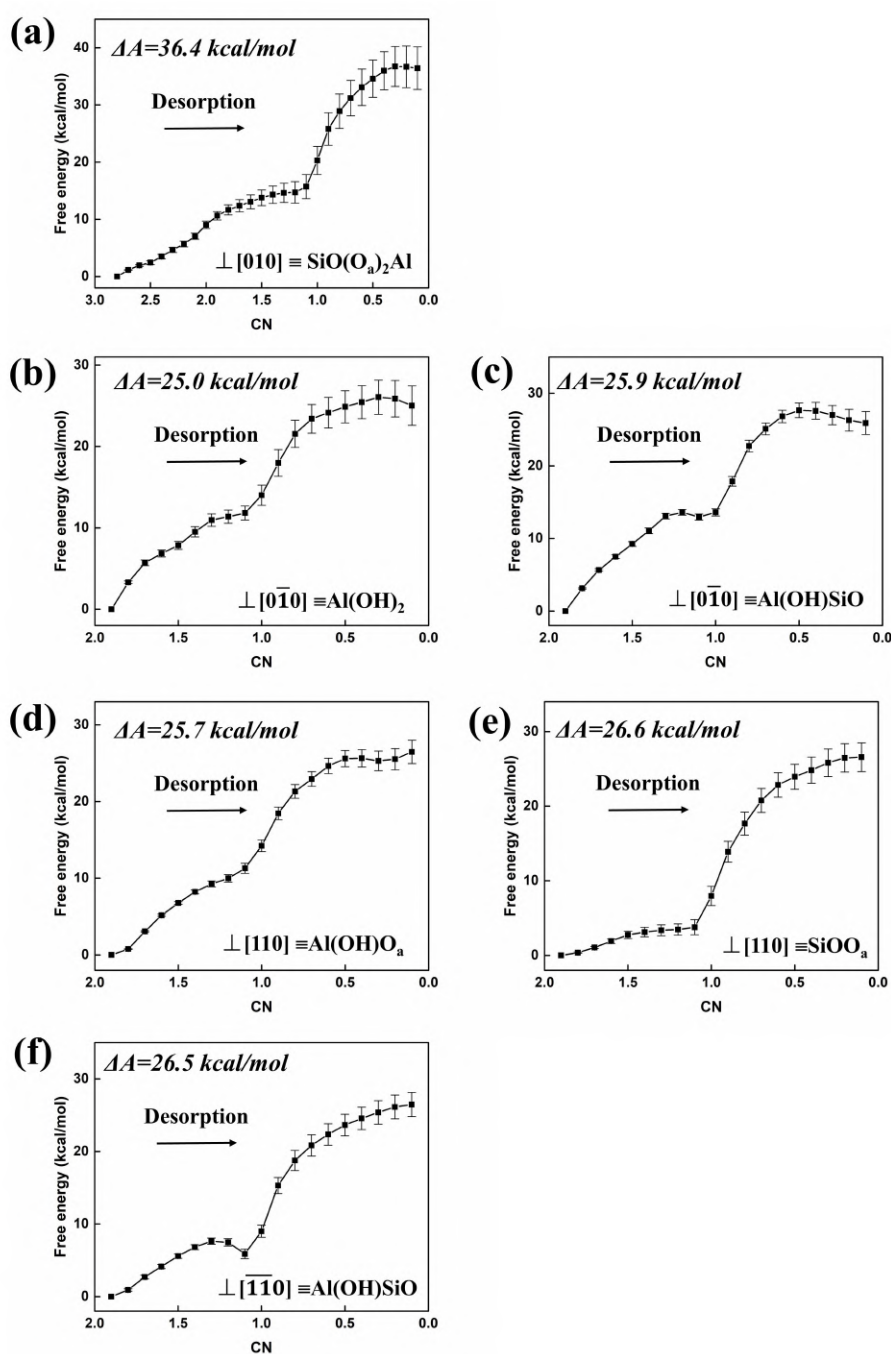 (a)
ΔA=36.4 kcal/mol
Desorption
Free energy (kcal/mol)
40
30
20
10
0
⊥[010] ≡ SiO(Oₐ)₂Al
3.0 2.5 2.0 1.5 1.0 0.5 0.0
CN
(b)
ΔA=25.0 kcal/mol
Desorption
Free energy (kcal/mol)
30
20
10
0
⊥[01̅0] ≡Al(OH)₂
2.0 1.5 1.0 0.5 0.0
CN
(c)
ΔA=25.9 kcal/mol
Desorption
Free energy (kcal/mol)
30
20
10
0
⊥[01̅0] ≡Al(OH)SiO
2.0 1.5 1.0 0.5 0.0
CN
(d)
ΔA=25.7 kcal/mol
Desorption
Free energy (kcal/mol)
30
20
10
0
⊥[110] ≡Al(OH)Oₐ
2.0 1.5 1.0 0.5 0.0
CN
(e)
ΔA=26.6 kcal/mol
Desorption
Free energy (kcal/mol)
30
20
10
0
⊥[110] ≡SiOOₐ
2.0 1.5 1.0 0.5 0.0
CN
(f)
ΔA=26.5 kcal/mol
Desorption
Free energy (kcal/mol)
30
20
10
0
⊥[1̅1̅0] ≡Al(OH)SiO
2.0 1.5 1.0 0.5 0.0
CN